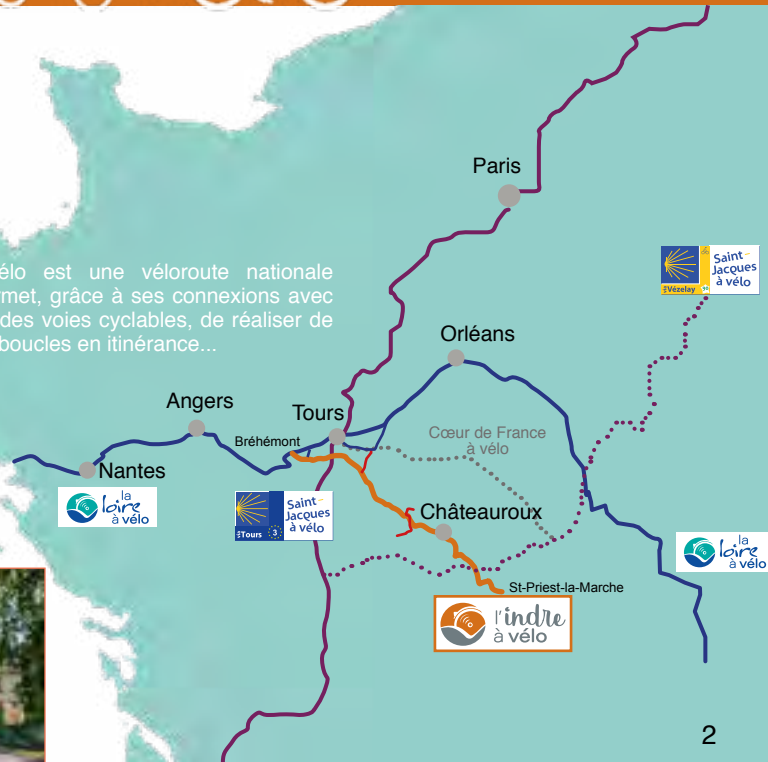 Paris
Saint-
Jacques
à vélo
Vézelay
élo est une véloroute nationale
rmet, grâce à ses connexions avec
des voies cyclables, de réaliser de
boucles en itinérance...
Orléans
Angers
Tours
Bréhémont
Cœur de France
à vélo
Nantes
la
loire
à vélo
Saint-
Jacques
à vélo
Tours 3
Châteauroux
la
loire
à vélo
St-Priest-la-Marche
l'indre
à vélo
2